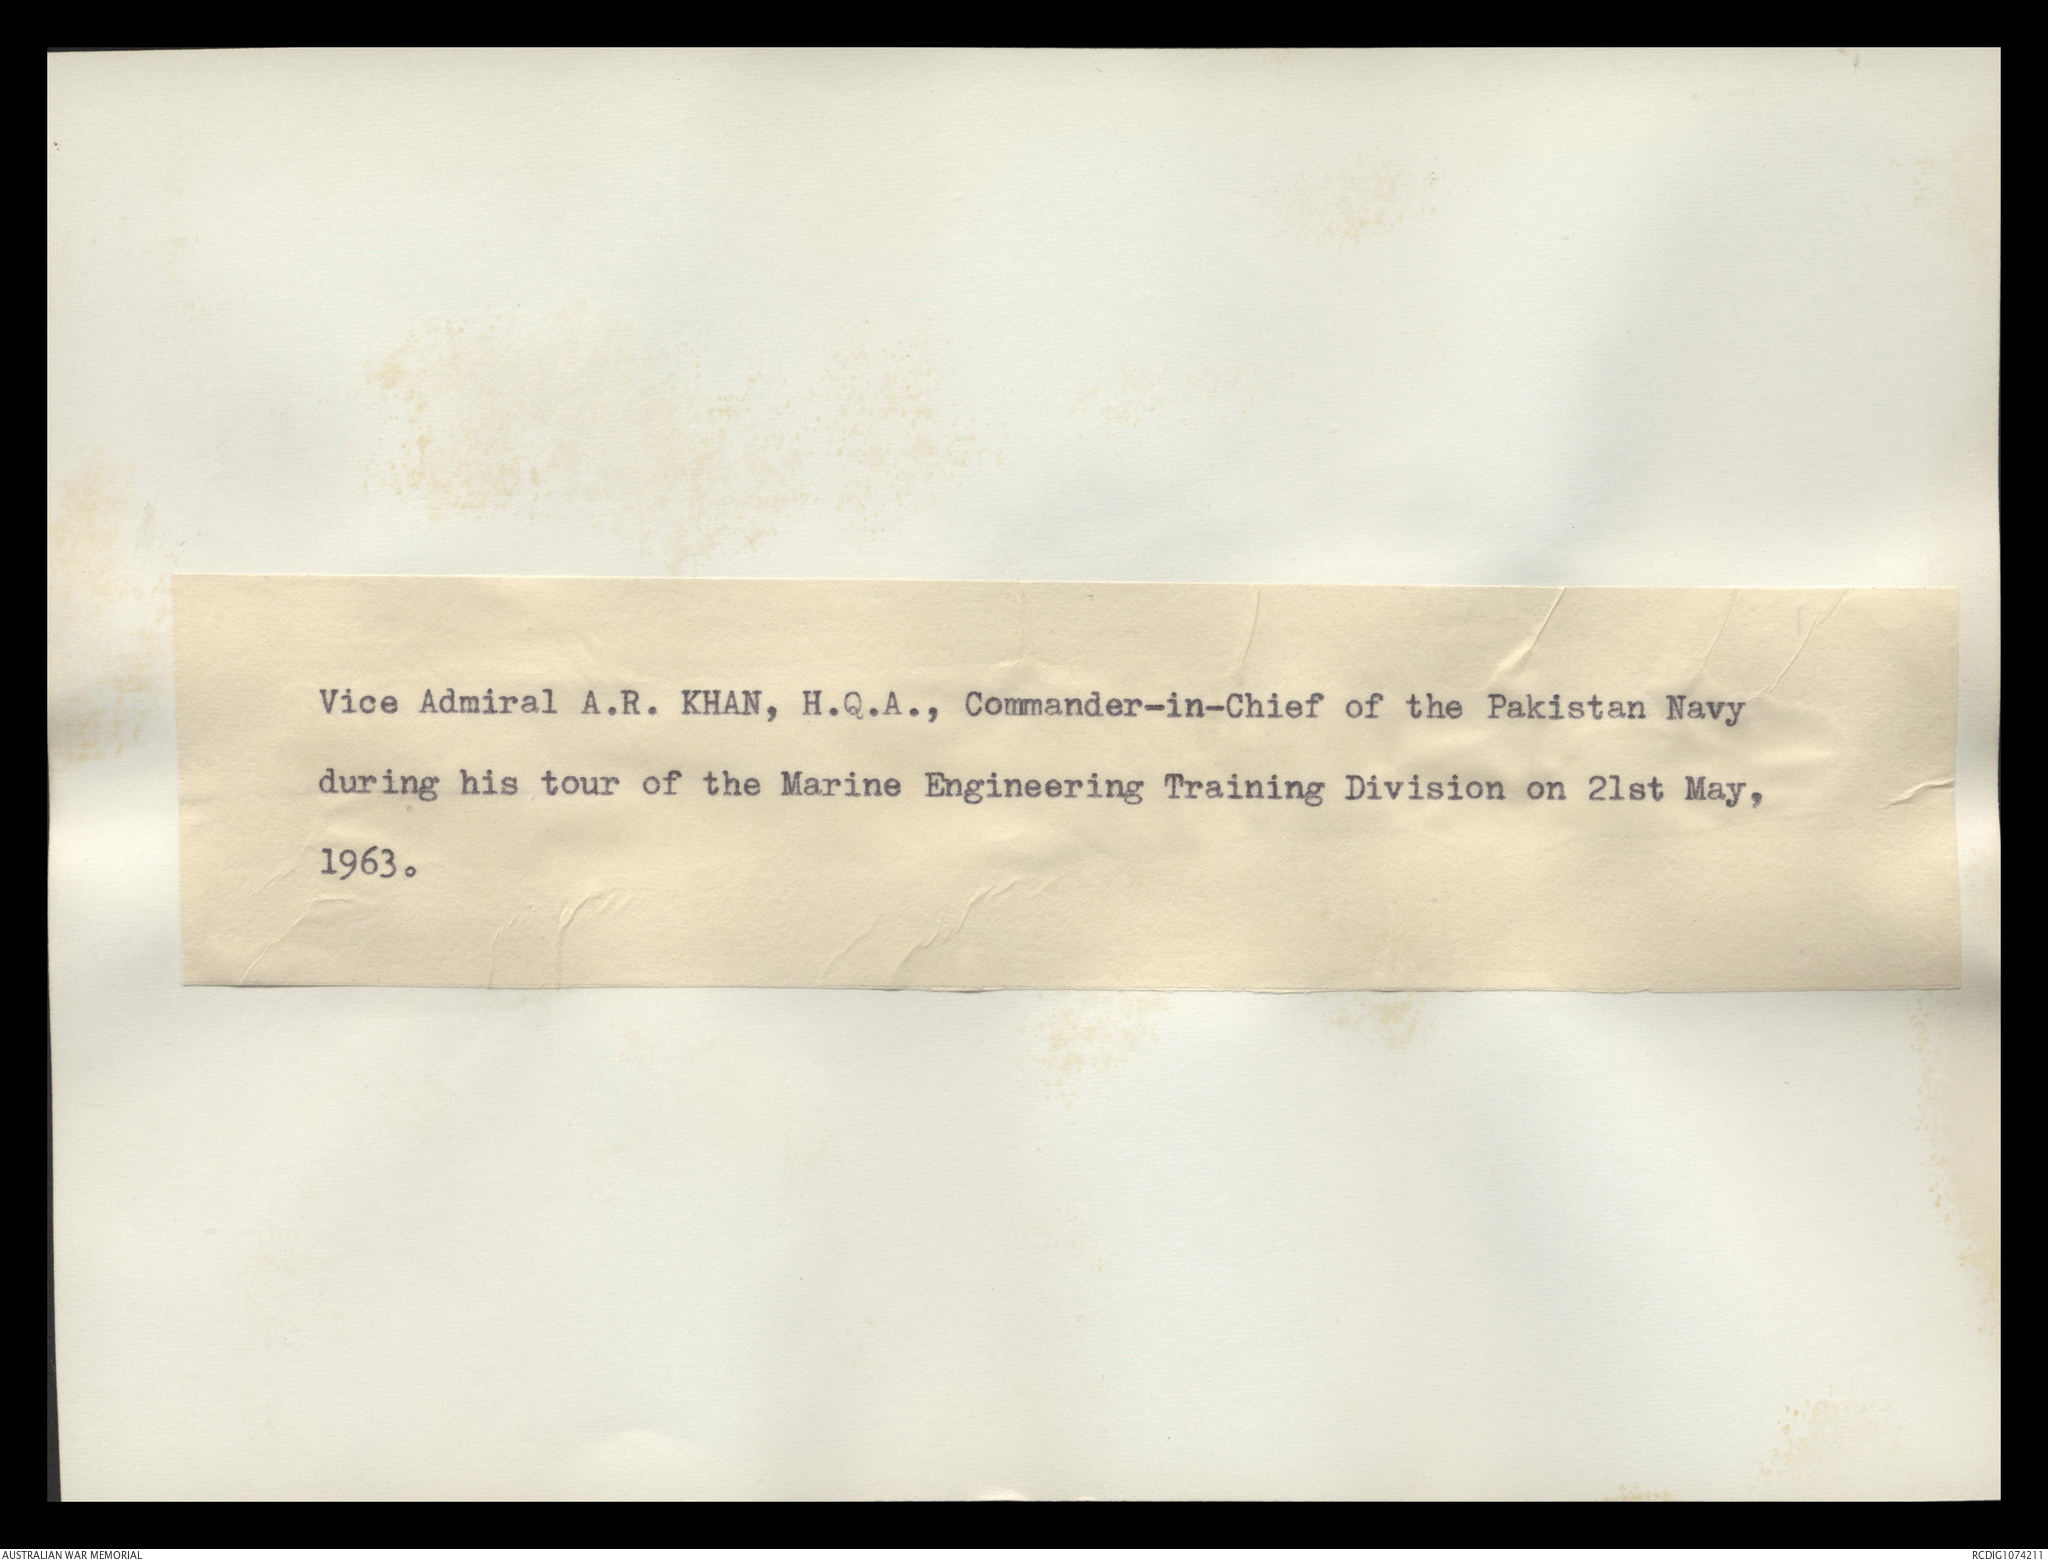 Vice Admiral A.R. KHAN, H.Q.A., Commander-in-Chief of the Pakistan Navy
during his tour of the Marine Engineering Training Division on 21st May,
1963.
AUSTRALIAN WAR MEMORIAL
RCDIG1074211